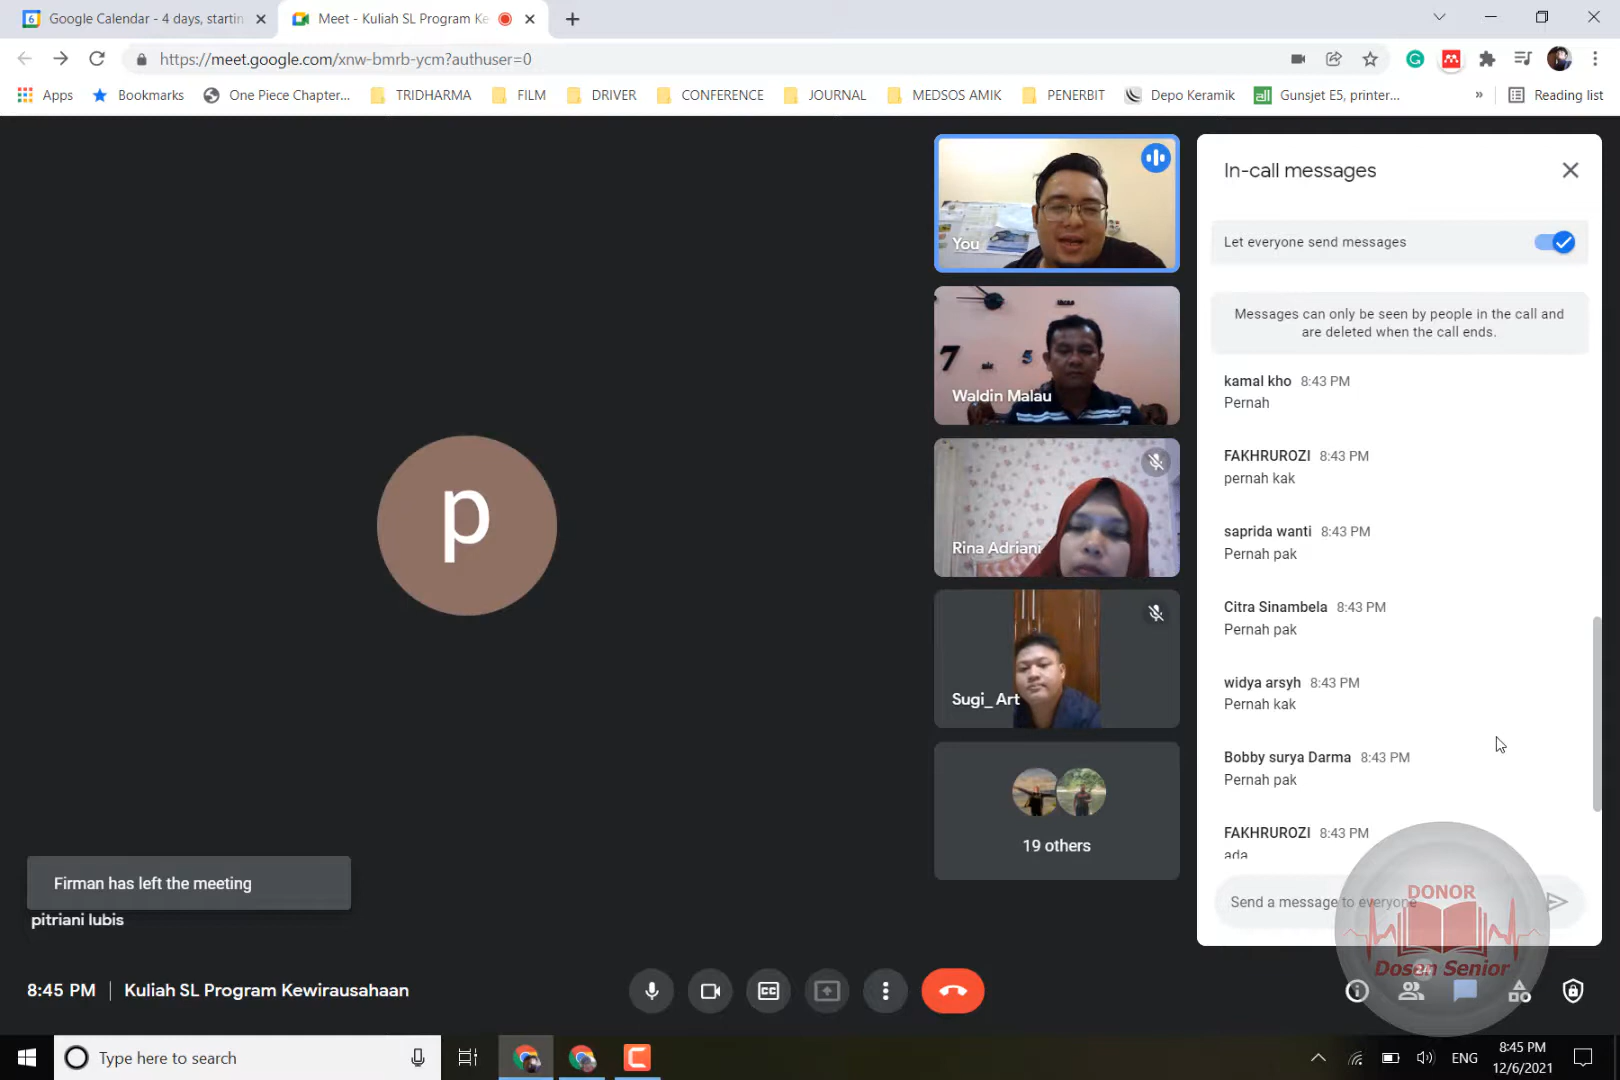 Google Calendar - 4 days, startin
Meet - Kuliah SL Program Ke
https://meet.google.com/xnw-bmrb-ycm?authuser=0
Apps
Bookmarks
One Piece Chapter...
TRIDHARMA
FILM
DRIVER
CONFERENCE
JOURNAL
MEDSOS AMIK
PENERBIT
Depo Keramik
Gunsjet E5, printer...
»
Reading list
You
Waldin Malau
Rina Adriani
Sugi_ Art
19 others
p
Firman has left the meeting
pitriani lubis
In-call messages
Let everyone send messages
Messages can only be seen by people in the call and
are deleted when the call ends.
kamal kho 8:43 PM
Pernah
FAKHRUROZI 8:43 PM
pernah kak
saprida wanti 8:43 PM
Pernah pak
Citra Sinambela 8:43 PM
Pernah pak
widya arsyh 8:43 PM
Pernah kak
Bobby surya Darma 8:43 PM
Pernah pak
FAKHRUROZI 8:43 PM
ada
Send a message to everyone
DONOR
Dosen Senior
8:45 PM | Kuliah SL Program Kewirausahaan
Type here to search
ENG
8:45 PM
12/6/2021